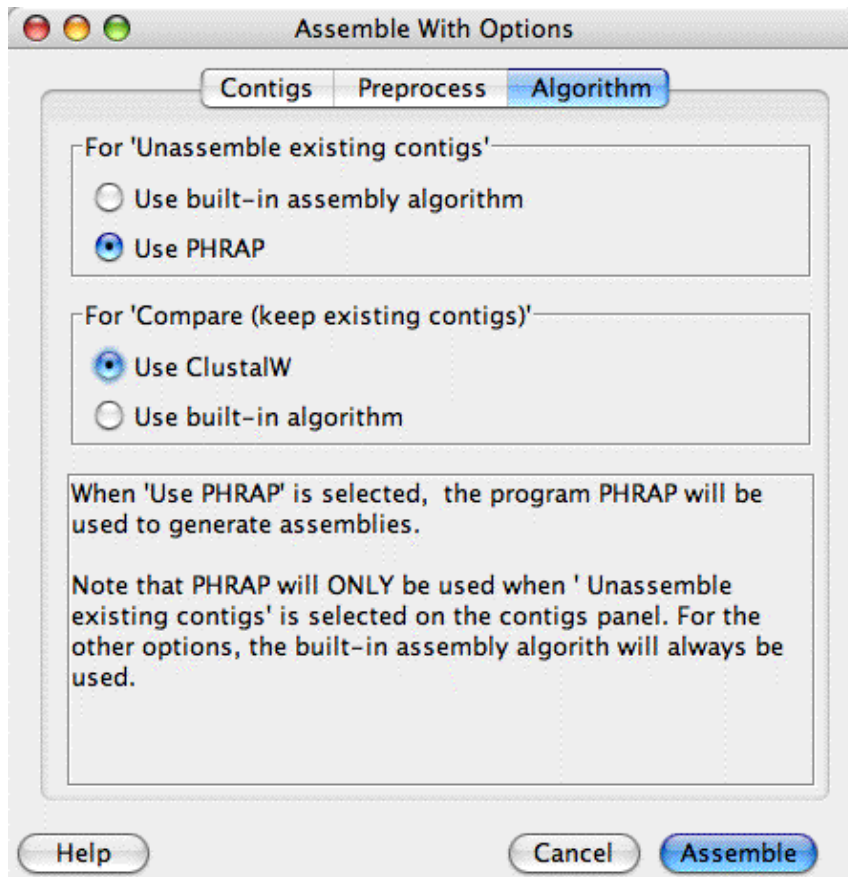 Assemble With Options
Contigs Preprocess Algorithm
For 'Unassemble existing contigs'
Use built-in assembly algorithm
Use PHRAP
For 'Compare (keep existing contigs)'
Use ClustalW
Use built-in algorithm
When 'Use PHRAP' is selected,  the program PHRAP will be
used to generate assemblies.
Note that PHRAP will ONLY be used when ' Unassemble
existing contigs' is selected on the contigs panel. For the
other options, the built-in assembly algorith will always be
used.
Help Cancel Assemble